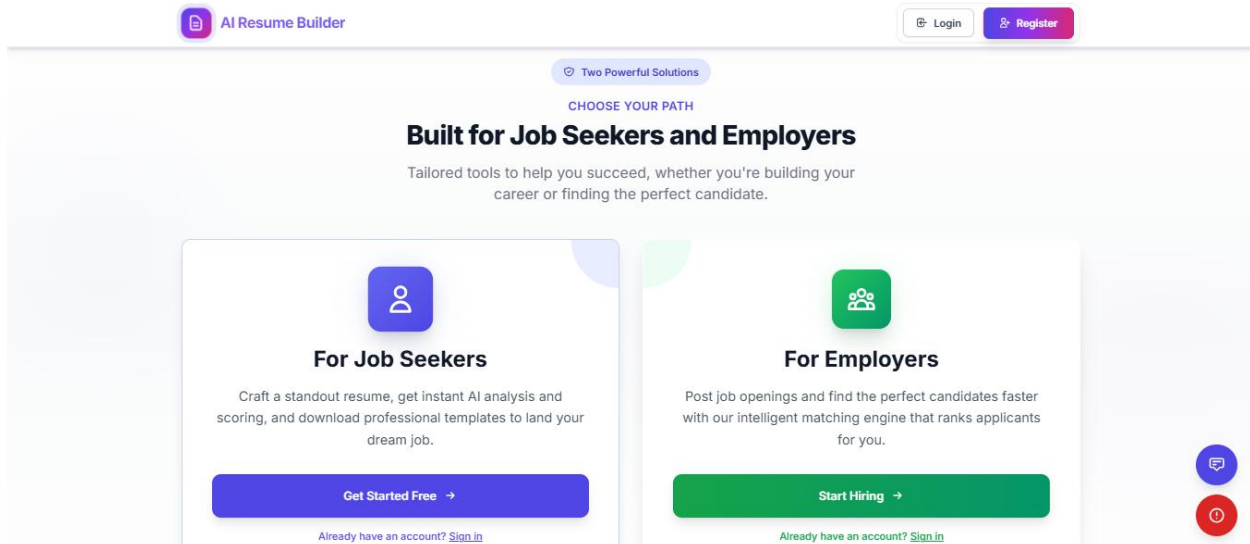 AI Resume Builder
Login
Register
Two Powerful Solutions
CHOOSE YOUR PATH
Built for Job Seekers and Employers
Tailored tools to help you succeed, whether you're building your
career or finding the perfect candidate.
For Job Seekers
Craft a standout resume, get instant AI analysis and
scoring, and download professional templates to land your
dream job.
Get Started Free →
Already have an account? Sign in
For Employers
Post job openings and find the perfect candidates faster
with our intelligent matching engine that ranks applicants
for you.
Start Hiring →
Already have an account? Sign in